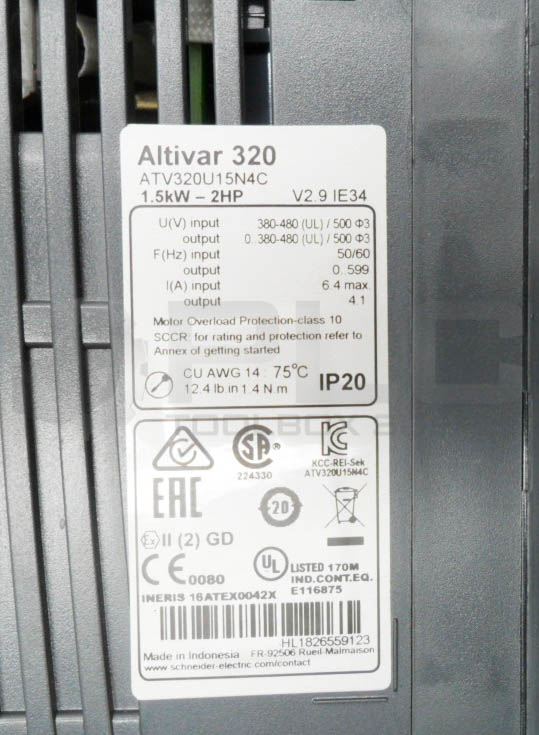 Altivar 320
ATV320U15N4C
1.5kW – 2HP V2.9 IE34
U(V) input 380-480 (UL) / 500 Φ3
output 0..380-480 (UL) / 500 Φ3
F(Hz) input 50/60
output 0..599
I(A) input 6.4 max
output 4.1
Motor Overload Protection-class 10
SCCR: for rating and protection refer to
Annex of getting started
CU AWG 14 : 75°C
12.4 lb.in 1.4 N.m IP20
TOOLBOX
SA
224330
KCC-REI-Sek
ATV320U15N4C
EAC
20
Ex II (2) GD
CE 0080
UL LISTED 170M
IND.CONT.EQ.
E116875
INERIS 16ATEX0042X
HL1826559123
Made in Indonesia FR-92506 Rueil-Malmaison
www.schneider-electric.com/contact